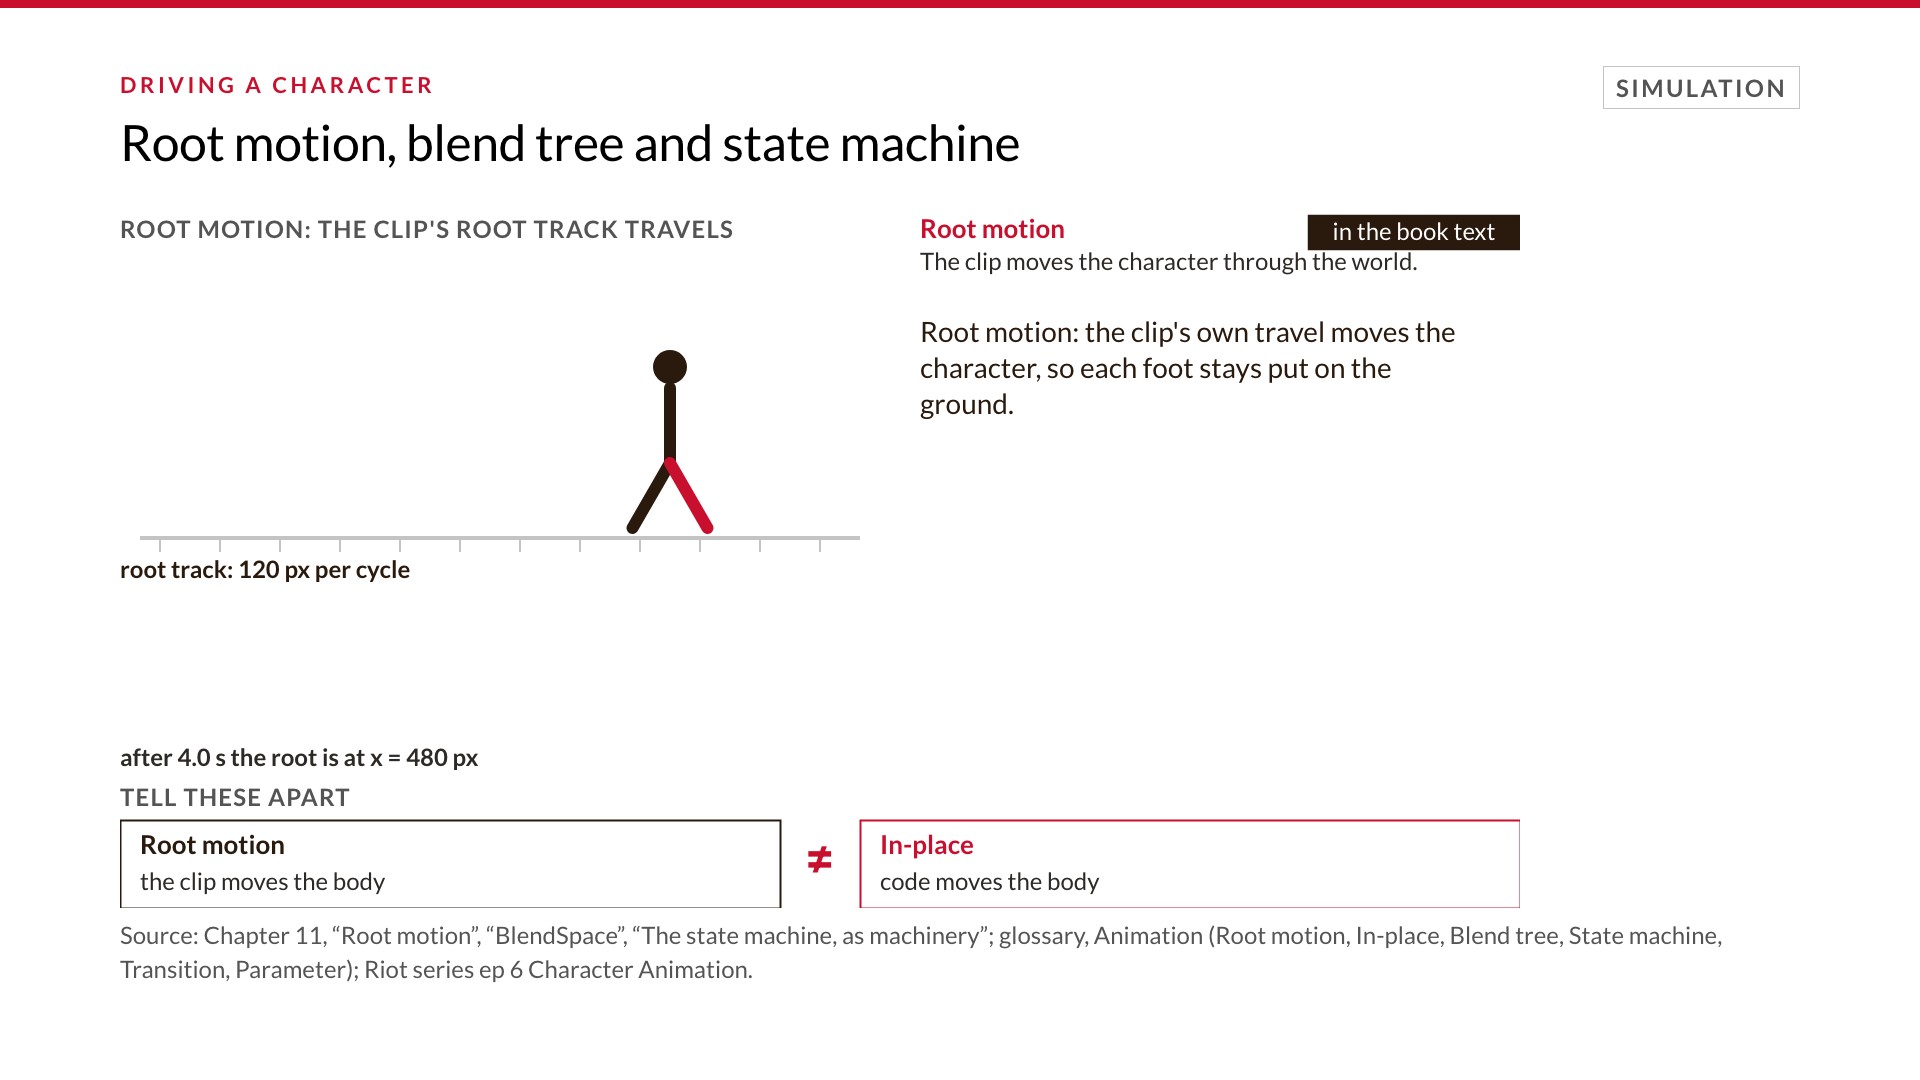 DRIVING A CHARACTER
SIMULATION
Root motion, blend tree and state machine
ROOT MOTION: THE CLIP'S ROOT TRACK TRAVELS
root track: 120 px per cycle
after 4.0 s the root is at x = 480 px
Root motion
in the book text
The clip moves the character through the world.
Root motion: the clip's own travel moves the
character, so each foot stays put on the
ground.
TELL THESE APART
Root motion
the clip moves the body
≠
In-place
code moves the body
Source: Chapter 11, “Root motion”, “BlendSpace”, “The state machine, as machinery”; glossary, Animation (Root motion, In-place, Blend tree, State machine,
Transition, Parameter); Riot series ep 6 Character Animation.